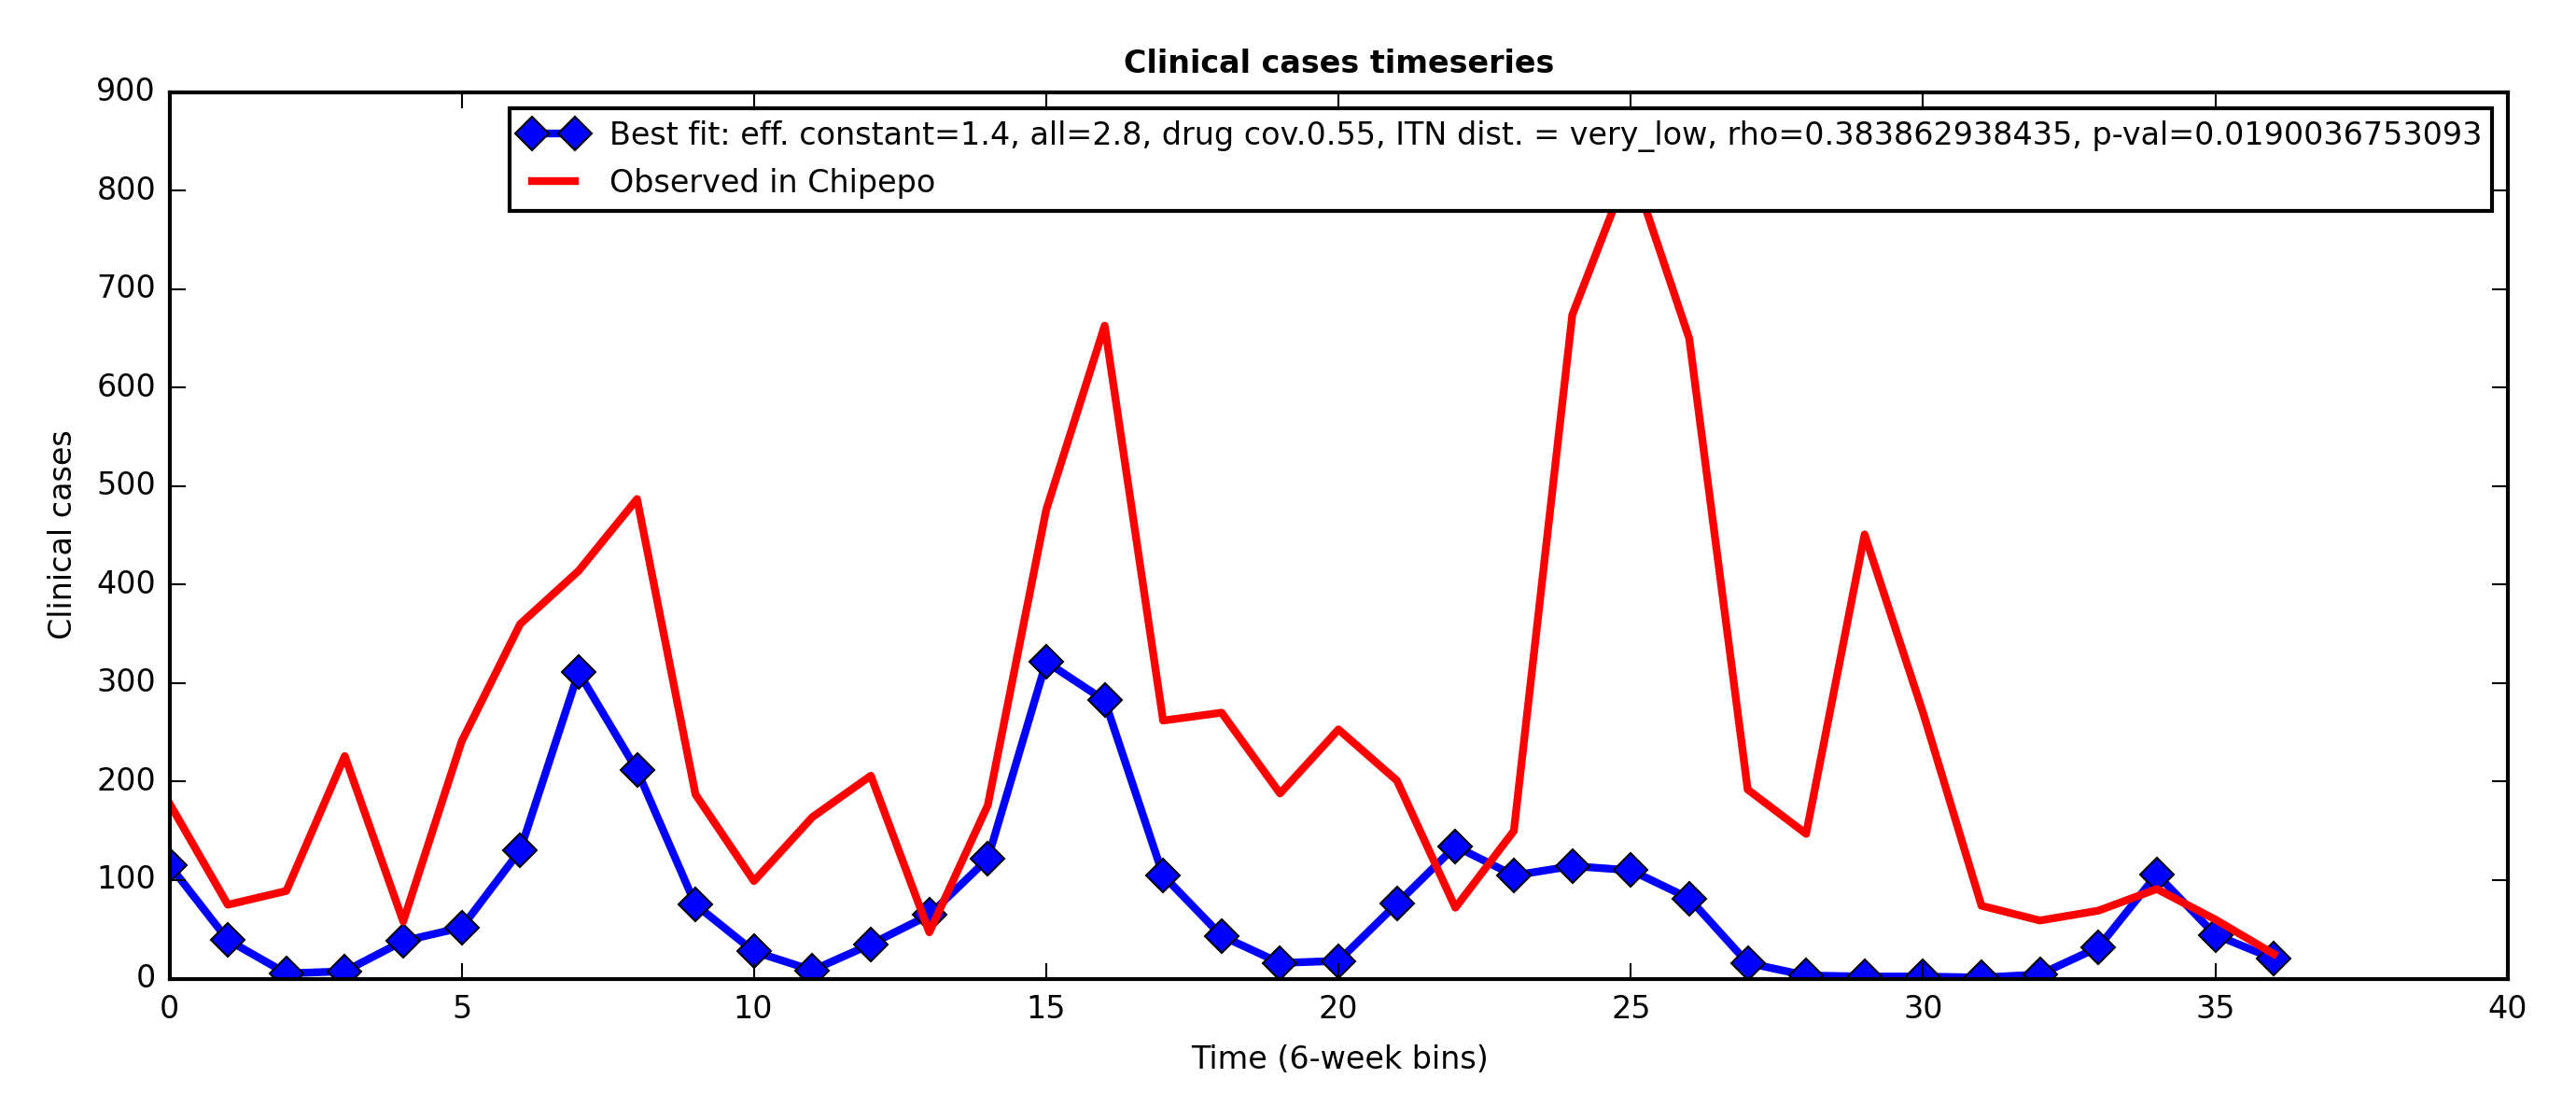 Clinical cases timeseries
900
800
700
600
500
400
300
200
100
0
Clinical cases
Best fit: eff. constant=1.4, all=2.8, drug cov.0.55, ITN dist. = very_low, rho=0.383862938435, p-val=0.0190036753093
Observed in Chipepo
0 5 10 15 20 25 30 35 40
Time (6-week bins)